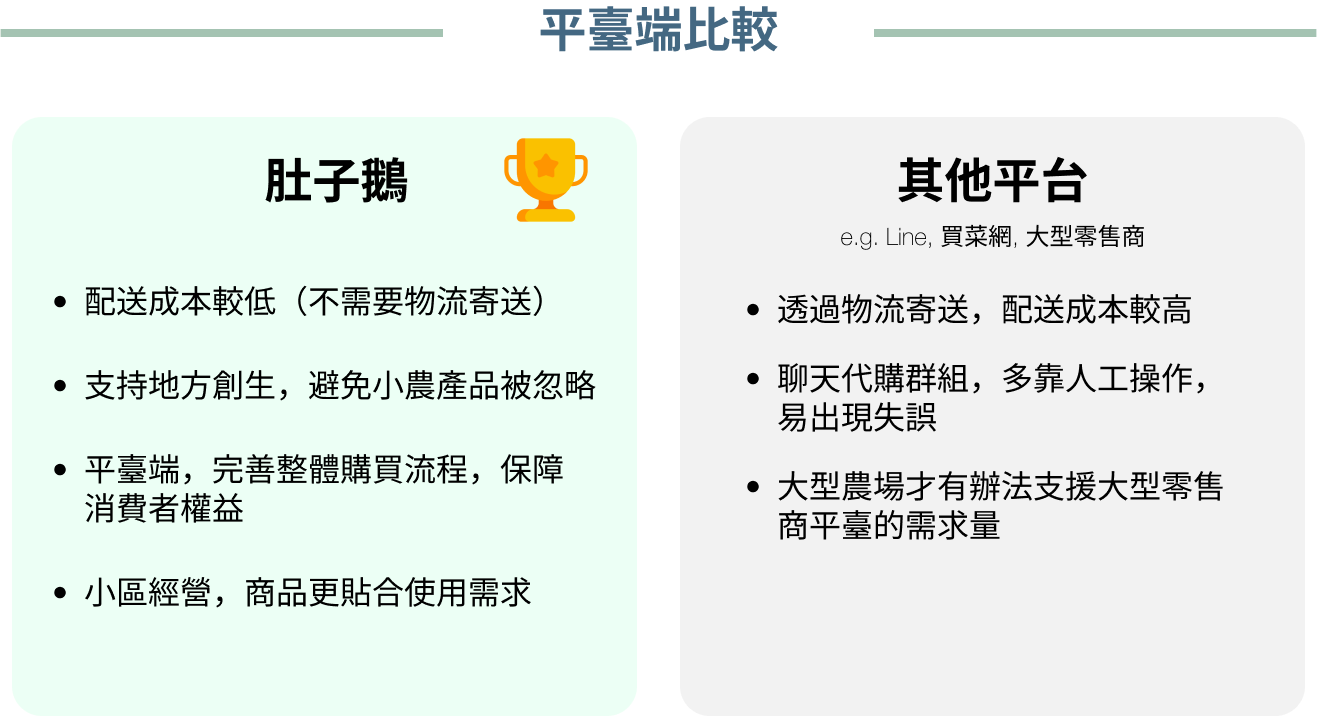 平臺端比較
肚子鵝
• 配送成本較低（不需要物流寄送）
• 支持地方創生，避免小農產品被忽略
• 平臺端，完善整體購買流程，保障
消費者權益
• 小區經營，商品更貼合使用需求
其他平台
e.g. Line, 買菜網, 大型零售商
• 透過物流寄送，配送成本較高
• 聊天代購群組，多靠人工操作，
易出現失誤
• 大型農場才有辦法支援大型零售
商平臺的需求量